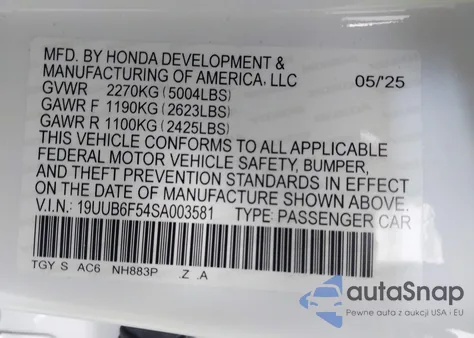 MFD. BY HONDA DEVELOPMENT &
MANUFACTURING OF AMERICA, LLC 05/'25
GVWR 2270KG (5004LBS)
GAWR F 1190KG (2623LBS)
GAWR R 1100KG (2425LBS)
THIS VEHICLE CONFORMS TO ALL APPLICABLE
FEDERAL MOTOR VEHICLE SAFETY, BUMPER,
AND THEFT PREVENTION STANDARDS IN EFFECT
ON THE DATE OF MANUFACTURE SHOWN ABOVE.
V.I.N. : 19UUB6F54SA003581 TYPE: PASSENGER CAR
TGY S AC6 NH883P .Z .A
autoSnap
Pewne auta z aukcji USA i EU